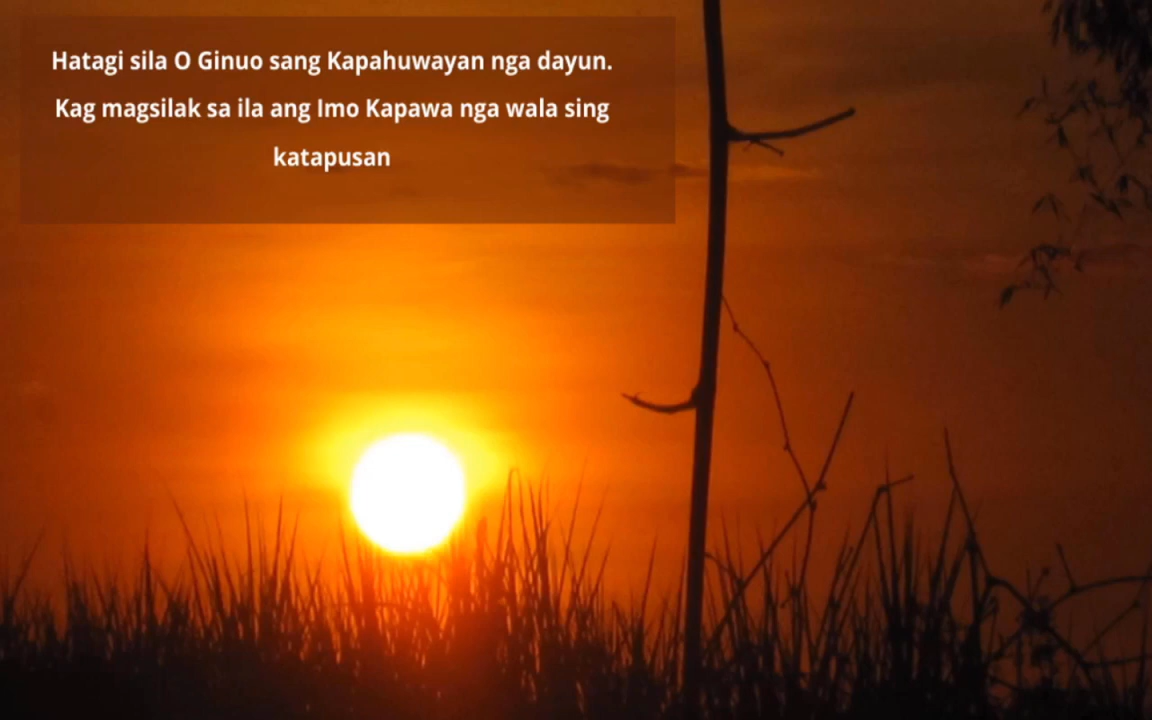 Hatagi sila O Ginuo sang Kapahuwayan nga dayun.
Kag magsilak sa ila ang Imo Kapawa nga wala sing
katapusan